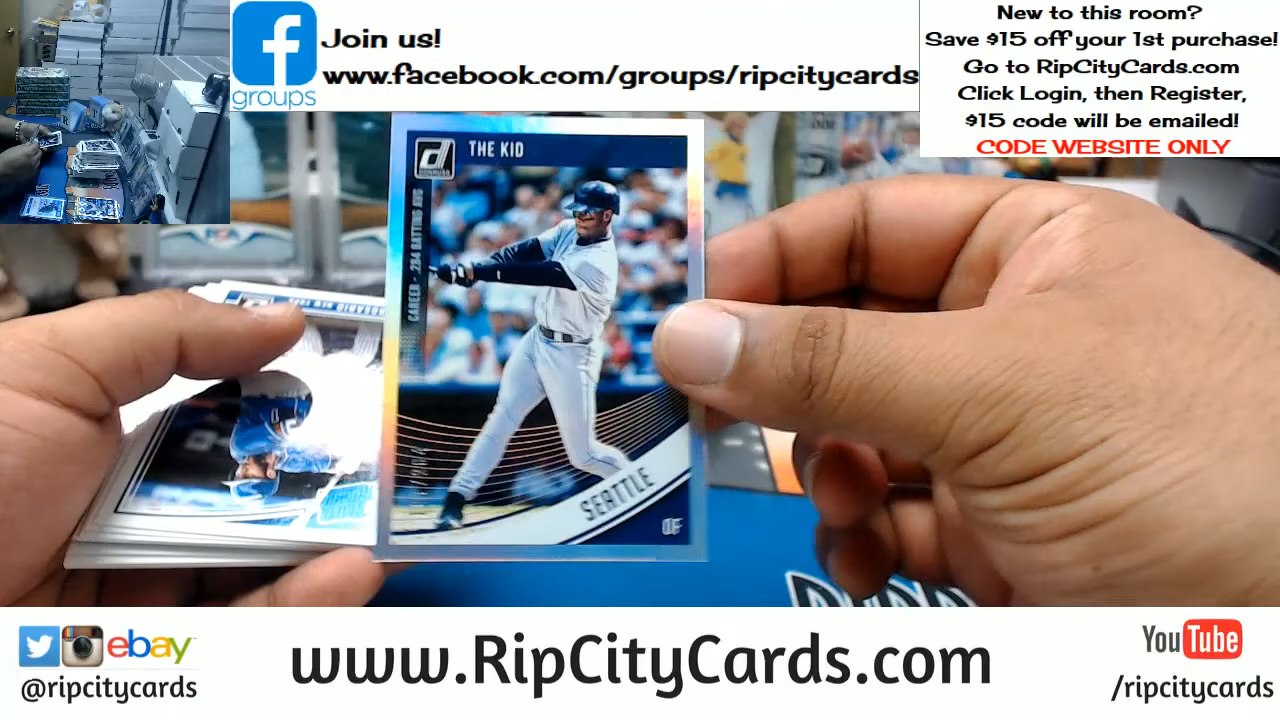 Join us!
www.facebook.com/groups/ripcitycards
groups
New to this room?
Save $15 off your 1st purchase!
Go to RipCityCards.com
Click Login, then Register,
$15 code will be emailed!
CODE WEBSITE ONLY
THE KID
DONRUSS
CAREER - .284 BATTING AVG
SEATTLE
OF
ebay
@ripcitycards
www.RipCityCards.com
YouTube
/ripcitycards